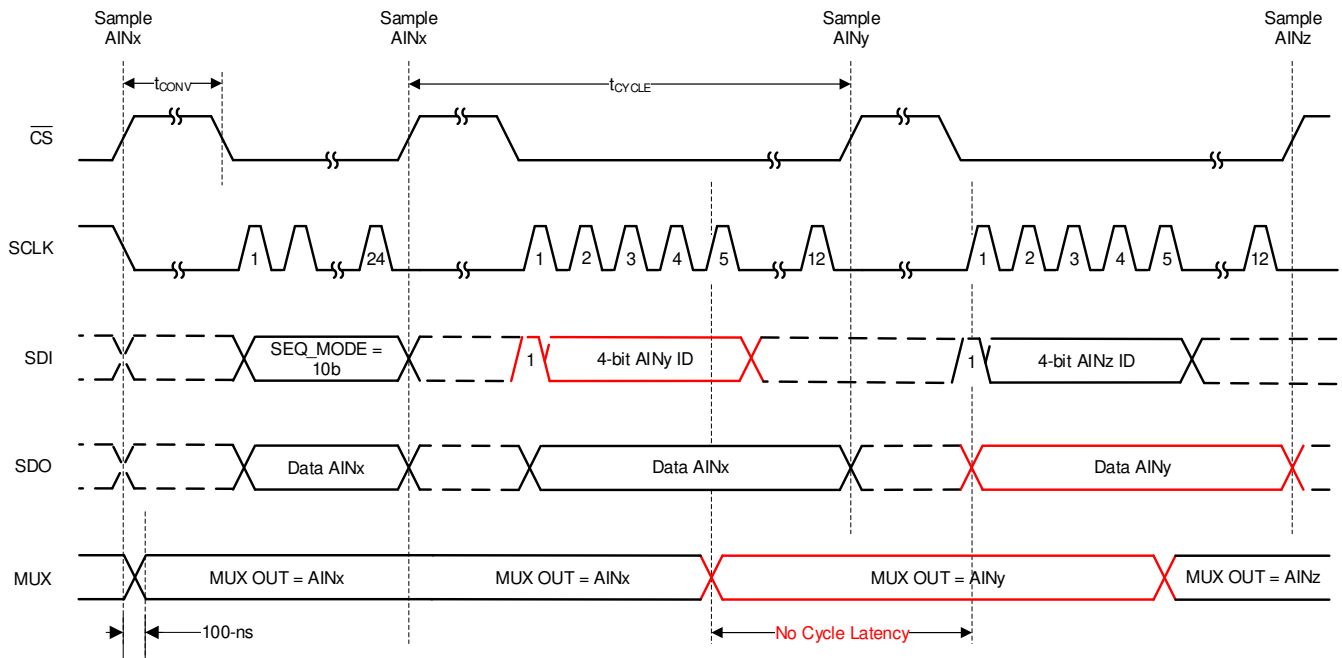 Sample
AINx
Sample
AINx
Sample
AINy
Sample
AINz
tCONV
tCYCLE
CS
SCLK
1
24
1
2
3
4
5
12
1
2
3
4
5
12
SDI
SEQ_MODE =
10b
1
4-bit AINy ID
1
4-bit AINz ID
SDO
Data AINx
Data AINx
Data AINy
MUX
MUX OUT = AINx
MUX OUT = AINx
MUX OUT = AINy
MUX OUT = AINz
100-ns
No Cycle Latency